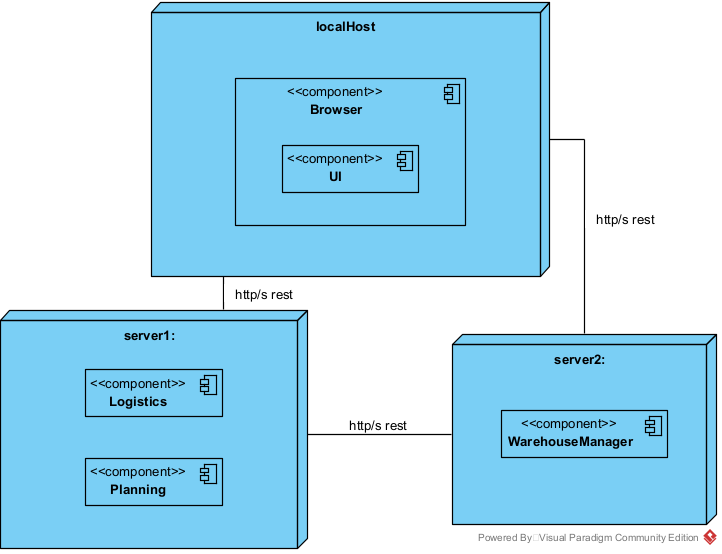 localHost
<<component>>
Browser
<<component>>
UI
http/s rest
http/s rest
server1:
<<component>>
Logistics
<<component>>
Planning
http/s rest
server2:
<<component>>
WarehouseManager
Powered By□Visual Paradigm Community Edition